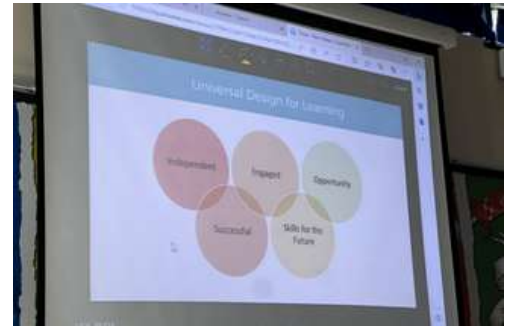 Universal Design for Learning
Independent
Engaged
Opportunity
Successful
Skills for the
Future